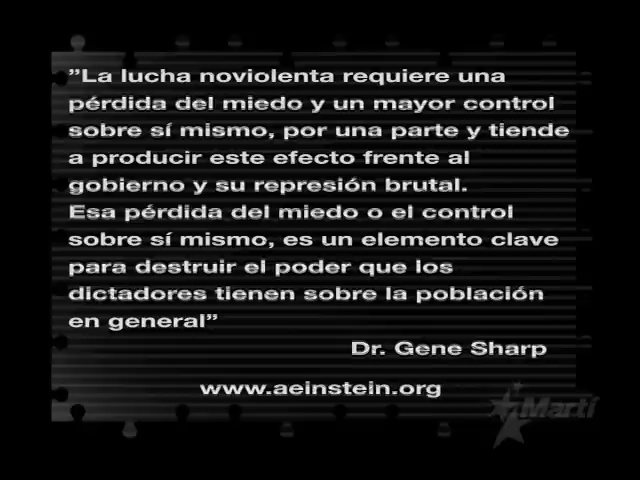 ”La lucha noviolenta requiere una
pérdida del miedo y un mayor control
sobre sí mismo, por una parte y tiende
a producir este efecto frente al
gobierno y su represión brutal.
Esa pérdida del miedo o el control
sobre sí mismo, es un elemento clave
para destruir el poder que los
dictadores tienen sobre la población
en general”
Dr. Gene Sharp
www.aeinstein.org
Martí